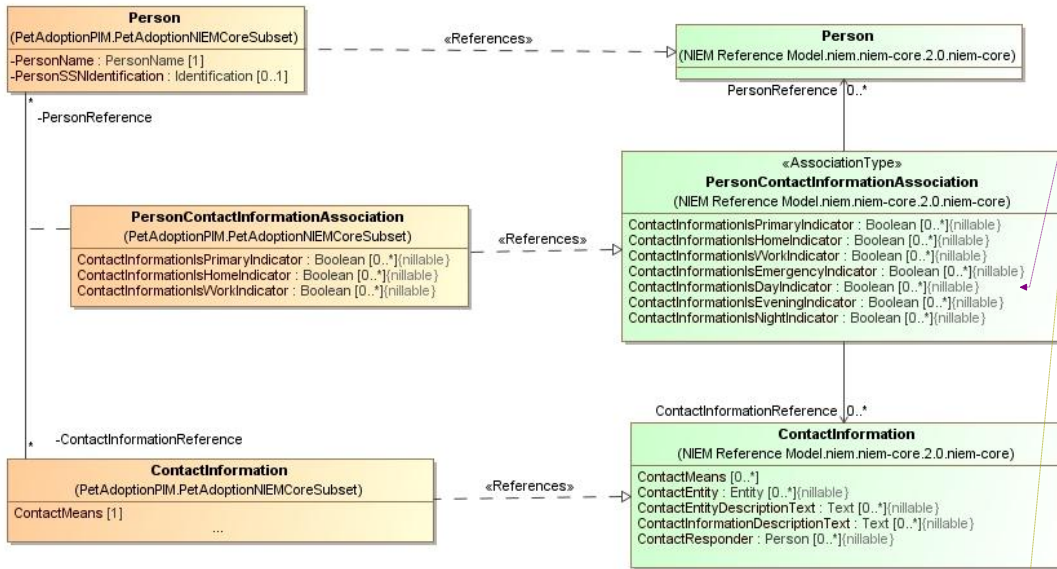 Person
(PetAdoptionPIM.PetAdoptionNIEMCoreSubset)
-PersonName : PersonName [1]
-PersonSSNIdentification : Identification [0..1]
«References»
Person
(NIEM Reference Model.niem.niem-core.2.0.niem-core)
*
-PersonReference
PersonReference 0..*
PersonContactInformationAssociation
(PetAdoptionPIM.PetAdoptionNIEMCoreSubset)
ContactInformationIsPrimaryIndicator : Boolean [0..*]{nillable}
ContactInformationIsHomeIndicator : Boolean [0..*]{nillable}
ContactInformationIsWorkIndicator : Boolean [0..*]{nillable}
«References»
«AssociationType»
PersonContactInformationAssociation
(NIEM Reference Model.niem.niem-core.2.0.niem-core)
ContactInformationIsPrimaryIndicator : Boolean [0..*]{nillable}
ContactInformationIsHomeIndicator : Boolean [0..*]{nillable}
ContactInformationIsWorkIndicator : Boolean [0..*]{nillable}
ContactInformationIsEmergencyIndicator : Boolean [0..*]{nillable}
ContactInformationIsDayIndicator : Boolean [0..*]{nillable}
ContactInformationIsEveningIndicator : Boolean [0..*]{nillable}
ContactInformationIsNightIndicator : Boolean [0..*]{nillable}
ContactInformationReference 0..*
-ContactInformationReference
*
ContactInformation
(PetAdoptionPIM.PetAdoptionNIEMCoreSubset)
ContactMeans [1]
...
«References»
ContactInformation
(NIEM Reference Model.niem.niem-core.2.0.niem-core)
ContactMeans [0..*]
ContactEntity : Entity [0..*]{nillable}
ContactEntityDescriptionText : Text [0..*]{nillable}
ContactInformationDescriptionText : Text [0..*]{nillable}
ContactResponder : Person [0..*]{nillable}